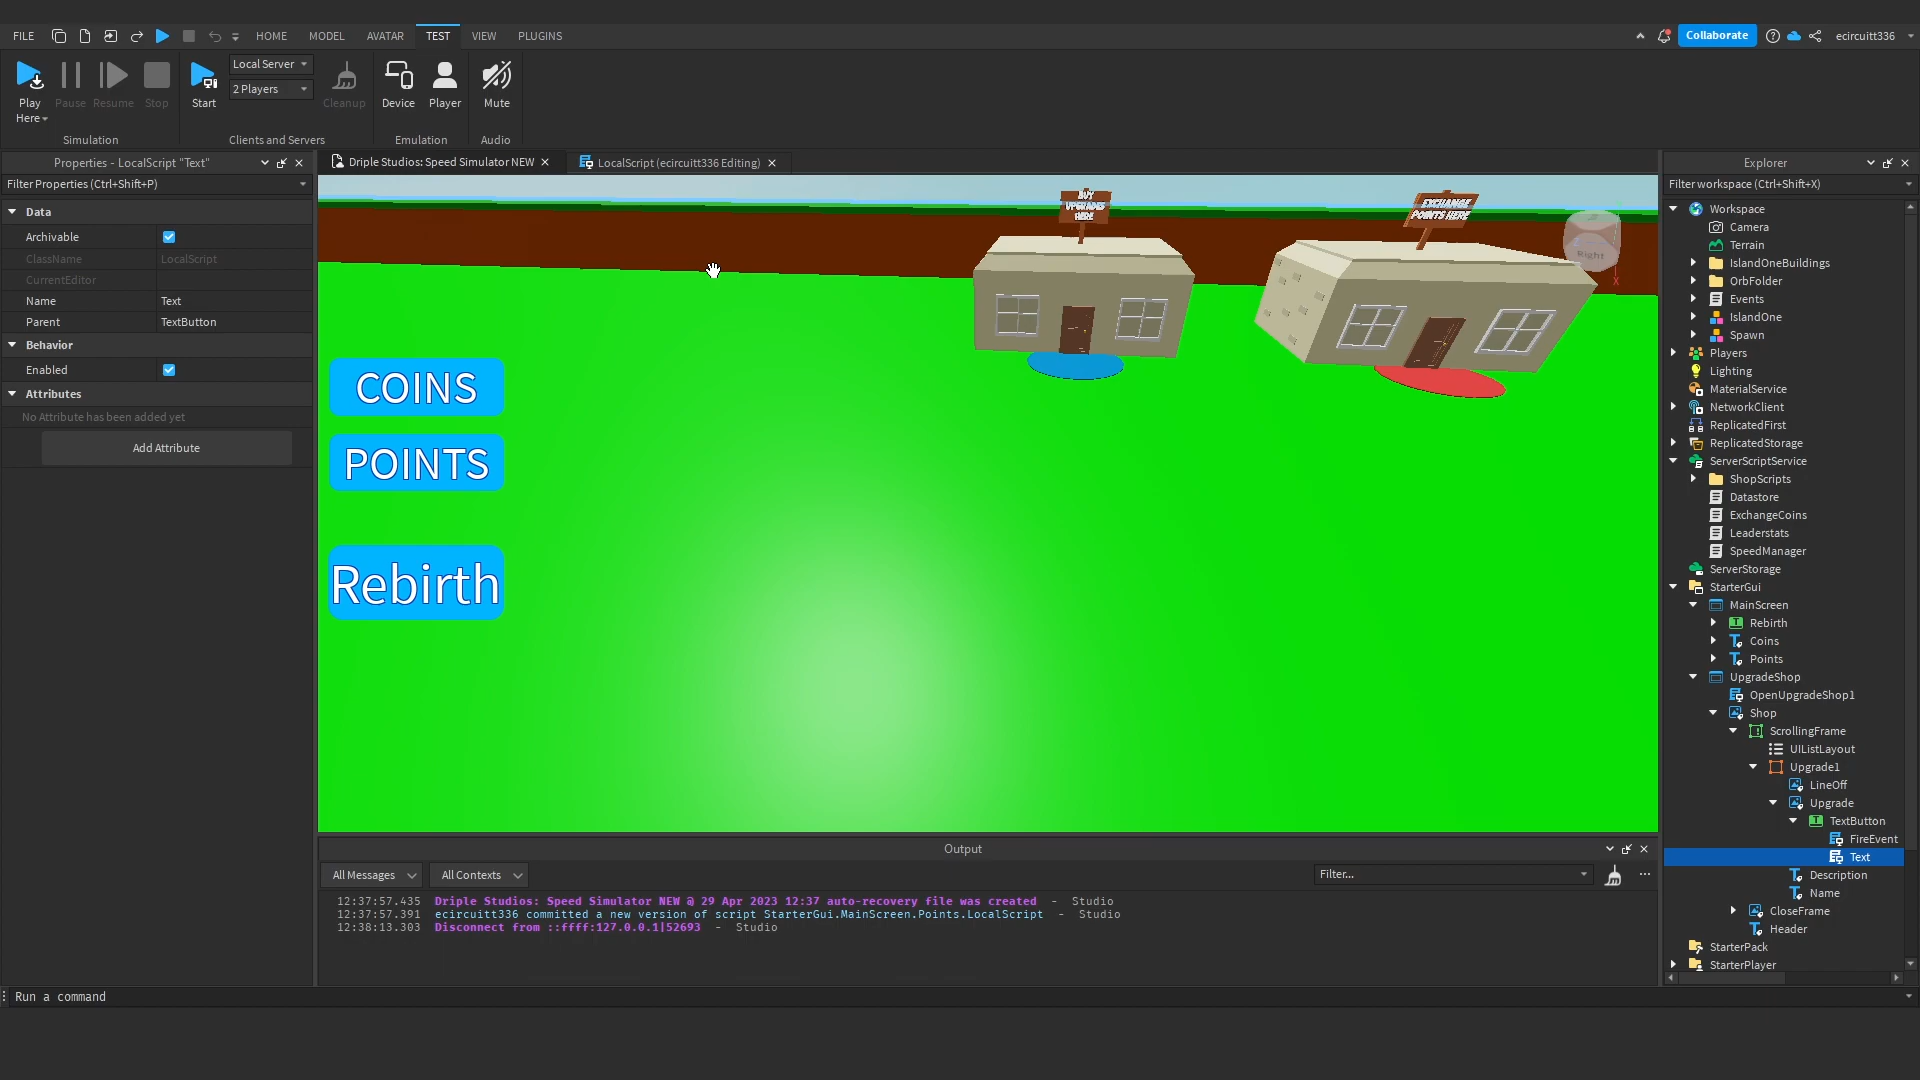 FILE HOME MODEL AVATAR TEST VIEW PLUGINS Collaborate ecircuitt336
Play Here
Pause
Resume
Stop
Start
Local Server
2 Players
Cleanup
Device
Player
Mute
Simulation
Clients and Servers
Emulation
Audio
Properties - LocalScript "Text"
Filter Properties (Ctrl+Shift+P)
Data
Archivable
ClassName LocalScript
CurrentEditor
Name Text
Parent TextButton
Behavior
Enabled
Attributes
No Attribute has been added yet
Add Attribute
Driple Studios: Speed Simulator NEW
LocalScript (ecircuitt336 Editing)
BUY
UPGRADES
HERE
EXCHANGE
POINTS HERE
Right
X
COINS
POINTS
Rebirth
Output
All Messages
All Contexts
Filter...
12:37:57.435 Driple Studios: Speed Simulator NEW @ 29 Apr 2023 12:37 auto-recovery file was created - Studio
12:37:57.391 ecircuitt336 committed a new version of script StarterGui.MainScreen.Points.LocalScript - Studio
12:38:13.303 Disconnect from ::ffff:127.0.0.1|52693 - Studio
Run a command
Explorer
Filter workspace (Ctrl+Shift+X)
Workspace
Camera
Terrain
IslandOneBuildings
OrbFolder
Events
IslandOne
Spawn
Players
Lighting
MaterialService
NetworkClient
ReplicatedFirst
ReplicatedStorage
ServerScriptService
ShopScripts
Datastore
ExchangeCoins
Leaderstats
SpeedManager
ServerStorage
StarterGui
MainScreen
Rebirth
Coins
Points
UpgradeShop
OpenUpgradeShop1
Shop
ScrollingFrame
UIListLayout
Upgrade1
LineOff
Upgrade
TextButton
FireEvent
Text
Description
Name
CloseFrame
Header
StarterPack
StarterPlayer